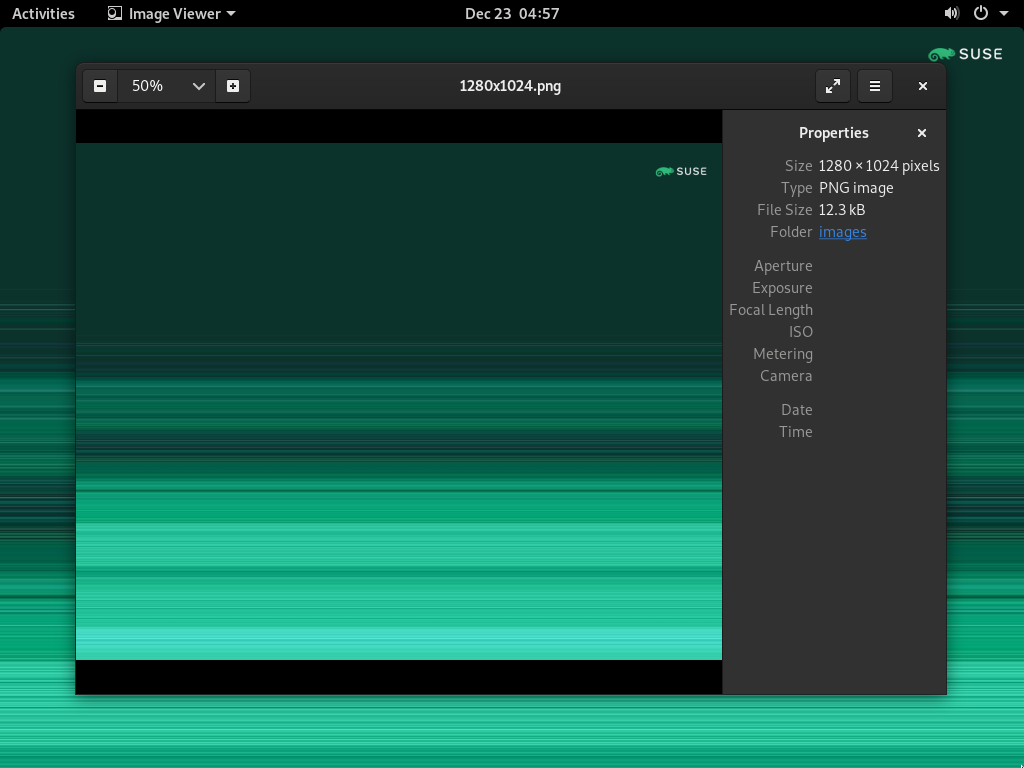 Activities Image Viewer Dec 23 04:57
SUSE
50% 1280x1024.png
SUSE
Properties
Size 1280 × 1024 pixels
Type PNG image
File Size 12.3 kB
Folder images
Aperture
Exposure
Focal Length
ISO
Metering
Camera
Date
Time